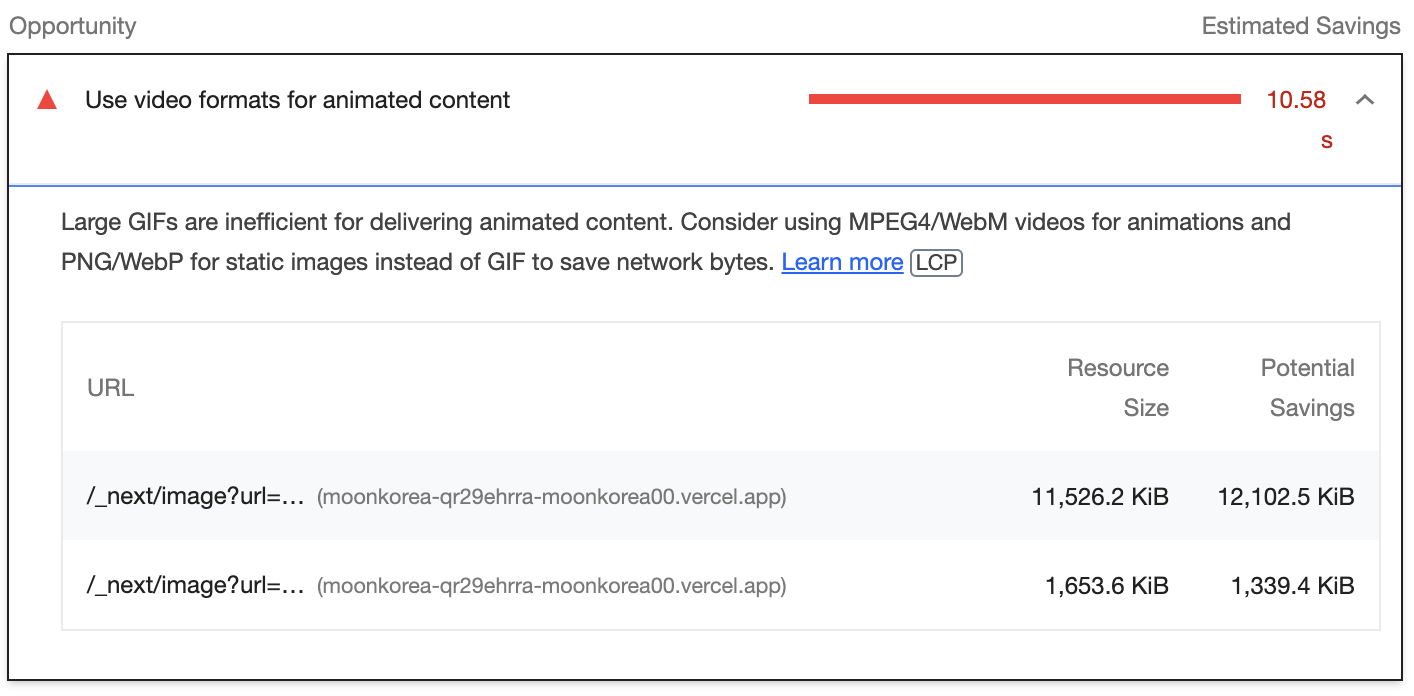 Opportunity Estimated Savings
Use video formats for animated content 10.58
s
Large GIFs are inefficient for delivering animated content. Consider using MPEG4/WebM videos for animations and
PNG/WebP for static images instead of GIF to save network bytes. Learn more LCP
URL Resource Size Potential Savings
/_next/image?url=… (moonkorea-qr29ehrra-moonkorea00.vercel.app) 11,526.2 KiB 12,102.5 KiB
/_next/image?url=… (moonkorea-qr29ehrra-moonkorea00.vercel.app) 1,653.6 KiB 1,339.4 KiB